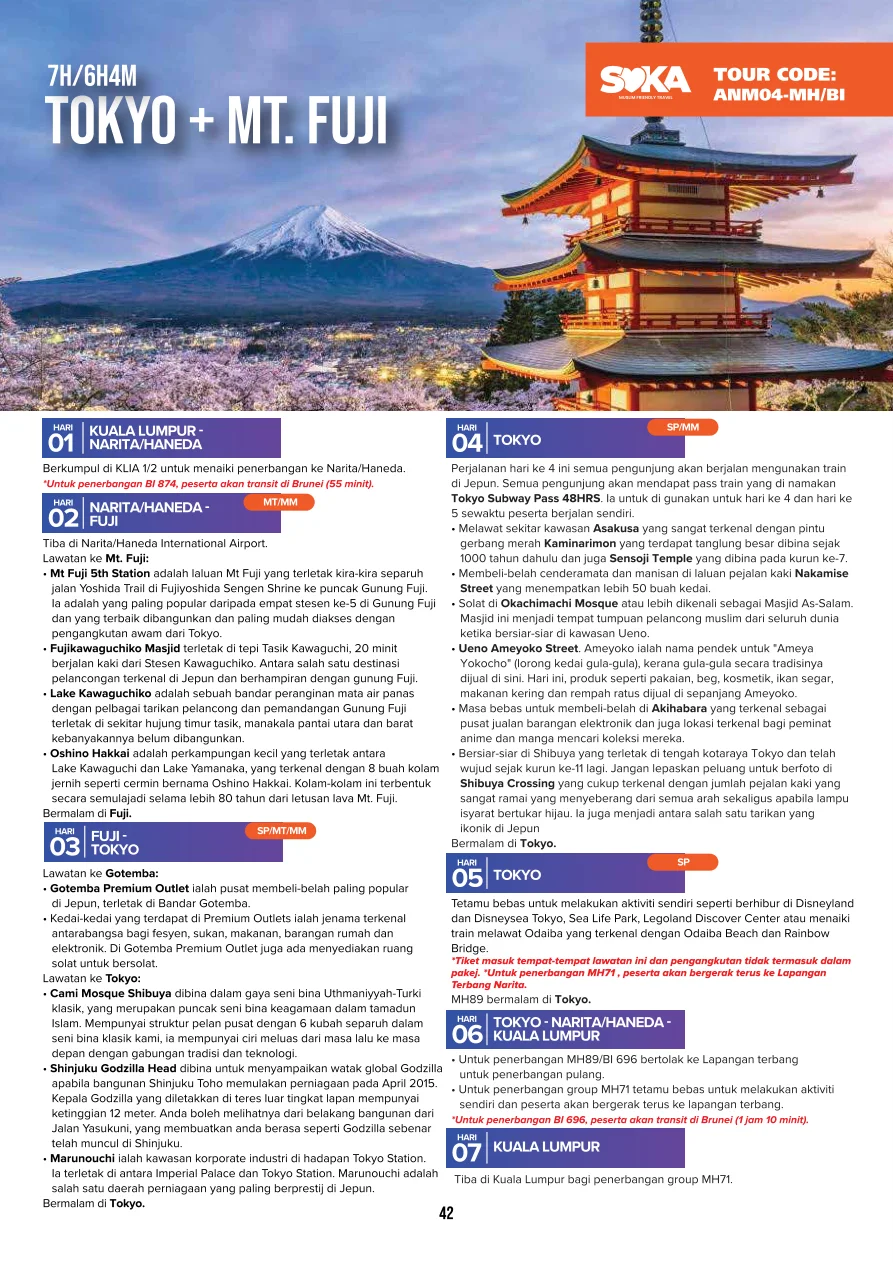 7H/6H4M
TOKYO + MT. FUJI
SOKA
MUSLIM FRIENDLY TRAVEL
TOUR CODE:
ANM04-MH/BI
HARI
01
KUALA LUMPUR -
NARITA/HANEDA
Berkumpul di KLIA 1/2 untuk menaiki penerbangan ke Narita/Haneda.
*Untuk penerbangan BI 874, peserta akan transit di Brunei (55 minit).
HARI
02
NARITA/HANEDA -
FUJI
MT/MM
Tiba di Narita/Haneda International Airport.
Lawatan ke Mt. Fuji:
• Mt Fuji 5th Station adalah laluan Mt Fuji yang terletak kira-kira separuh
jalan Yoshida Trail di Fujiyoshida Sengen Shrine ke puncak Gunung Fuji.
Ia adalah yang paling popular daripada empat stesen ke-5 di Gunung Fuji
dan yang terbaik dibangunkan dan paling mudah diakses dengan
pengangkutan awam dari Tokyo.
• Fujikawaguchiko Masjid terletak di tepi Tasik Kawaguchi, 20 minit
berjalan kaki dari Stesen Kawaguchiko. Antara salah satu destinasi
pelancongan terkenal di Jepun dan berhampiran dengan gunung Fuji.
• Lake Kawaguchiko adalah sebuah bandar peranginan mata air panas
dengan pelbagai tarikan pelancong dan pemandangan Gunung Fuji
terletak di sekitar hujung timur tasik, manakala pantai utara dan barat
kebanyakannya belum dibangunkan.
• Oshino Hakkai adalah perkampungan kecil yang terletak antara
Lake Kawaguchi dan Lake Yamanaka, yang terkenal dengan 8 buah kolam
jernih seperti cermin bernama Oshino Hakkai. Kolam-kolam ini terbentuk
secara semulajadi selama lebih 80 tahun dari letusan lava Mt. Fuji.
Bermalam di Fuji.
HARI
03
FUJI -
TOKYO
SP/MT/MM
Lawatan ke Gotemba:
• Gotemba Premium Outlet ialah pusat membeli-belah paling popular
di Jepun, terletak di Bandar Gotemba.
• Kedai-kedai yang terdapat di Premium Outlets ialah jenama terkenal
antarabangsa bagi fesyen, sukan, makanan, barangan rumah dan
elektronik. Di Gotemba Premium Outlet juga ada menyediakan ruang
solat untuk bersolat.
Lawatan ke Tokyo:
• Cami Mosque Shibuya dibina dalam gaya seni bina Uthmaniyyah-Turki
klasik, yang merupakan puncak seni bina keagamaan dalam tamadun
Islam. Mempunyai struktur pelan pusat dengan 6 kubah separuh dalam
seni bina klasik kami, ia mempunyai ciri meluas dari masa lalu ke masa
depan dengan gabungan tradisi dan teknologi.
• Shinjuku Godzilla Head dibina untuk menyampaikan watak global Godzilla
apabila bangunan Shinjuku Toho memulakan perniagaan pada April 2015.
Kepala Godzilla yang diletakkan di teres luar tingkat lapan mempunyai
ketinggian 12 meter. Anda boleh melihatnya dari belakang bangunan dari
Jalan Yasukuni, yang membuatkan anda berasa seperti Godzilla sebenar
telah muncul di Shinjuku.
• Marunouchi ialah kawasan korporate industri di hadapan Tokyo Station.
Ia terletak di antara Imperial Palace dan Tokyo Station. Marunouchi adalah
salah satu daerah perniagaan yang paling berprestij di Jepun.
Bermalam di Tokyo.
HARI
04
TOKYO
SP/MM
Perjalanan hari ke 4 ini semua pengunjung akan berjalan mengunakan train
di Jepun. Semua pengunjung akan mendapat pass train yang di namakan
Tokyo Subway Pass 48HRS. Ia untuk di gunakan untuk hari ke 4 dan hari ke
5 sewaktu peserta berjalan sendiri.
• Melawat sekitar kawasan Asakusa yang sangat terkenal dengan pintu
gerbang merah Kaminarimon yang terdapat tanglung besar dibina sejak
1000 tahun dahulu dan juga Sensoji Temple yang dibina pada kurun ke-7.
• Membeli-belah cenderamata dan manisan di laluan pejalan kaki Nakamise
Street yang menempatkan lebih 50 buah kedai.
• Solat di Okachimachi Mosque atau lebih dikenali sebagai Masjid As-Salam.
Masjid ini menjadi tempat tumpuan pelancong muslim dari seluruh dunia
ketika bersiar-siar di kawasan Ueno.
• Ueno Ameyoko Street. Ameyoko ialah nama pendek untuk "Ameya
Yokocho" (lorong kedai gula-gula), kerana gula-gula secara tradisinya
dijual di sini. Hari ini, produk seperti pakaian, beg, kosmetik, ikan segar,
makanan kering dan rempah ratus dijual di sepanjang Ameyoko.
• Masa bebas untuk membeli-belah di Akihabara yang terkenal sebagai
pusat jualan barangan elektronik dan juga lokasi terkenal bagi peminat
anime dan manga mencari koleksi mereka.
• Bersiar-siar di Shibuya yang terletak di tengah kotaraya Tokyo dan telah
wujud sejak kurun ke-11 lagi. Jangan lepaskan peluang untuk berfoto di
Shibuya Crossing yang cukup terkenal dengan jumlah pejalan kaki yang
sangat ramai yang menyeberang dari semua arah sekaligus apabila lampu
isyarat bertukar hijau. Ia juga menjadi antara salah satu tarikan yang
ikonik di Jepun
Bermalam di Tokyo.
HARI
05
TOKYO
SP
Tetamu bebas untuk melakukan aktiviti sendiri seperti berhibur di Disneyland
dan Disneysea Tokyo, Sea Life Park, Legoland Discover Center atau menaiki
train melawat Odaiba yang terkenal dengan Odaiba Beach dan Rainbow
Bridge.
*Tiket masuk tempat-tempat lawatan ini dan pengangkutan tidak termasuk dalam
pakej. *Untuk penerbangan MH71 , peserta akan bergerak terus ke Lapangan
Terbang Narita.
MH89 bermalam di Tokyo.
HARI
06
TOKYO - NARITA/HANEDA -
KUALA LUMPUR
• Untuk penerbangan MH89/BI 696 bertolak ke Lapangan terbang
untuk penerbangan pulang.
• Untuk penerbangan group MH71 tetamu bebas untuk melakukan aktiviti
sendiri dan peserta akan bergerak terus ke lapangan terbang.
*Untuk penerbangan BI 696, peserta akan transit di Brunei (1 jam 10 minit).
HARI
07
KUALA LUMPUR
Tiba di Kuala Lumpur bagi penerbangan group MH71.
42